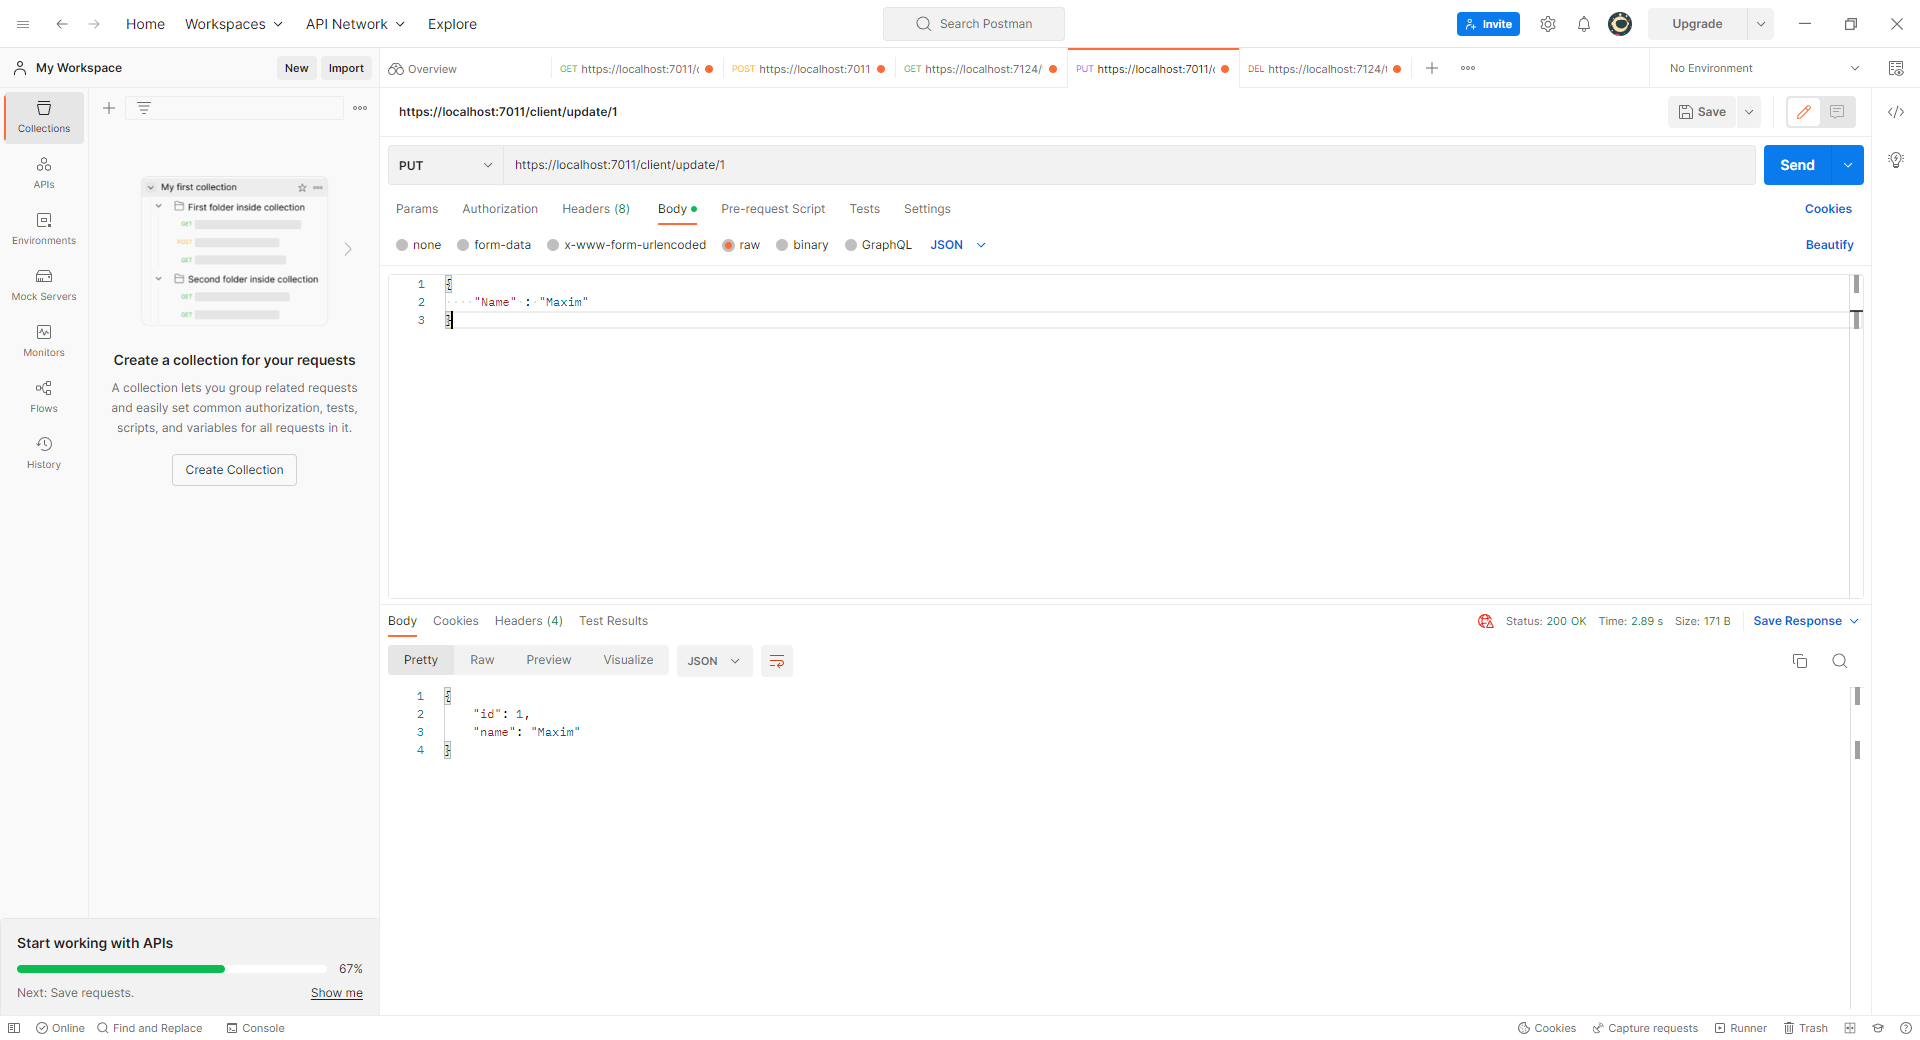 Home Workspaces API Network Explore Search Postman Invite Upgrade
My Workspace New Import Overview GET https://localhost:7011/c POST https://localhost:7011 GET https://localhost:7124/ PUT https://localhost:7011/c DEL https://localhost:7124/ No Environment
Collections
APIs
Environments
Mock Servers
Monitors
Flows
History
My first collection
First folder inside collection
GET
POST
GET
Second folder inside collection
GET
GET
Create a collection for your requests
A collection lets you group related requests
and easily set common authorization, tests,
scripts, and variables for all requests in it.
Create Collection
https://localhost:7011/client/update/1 Save
PUT https://localhost:7011/client/update/1 Send
Params Authorization Headers (8) Body Pre-request Script Tests Settings Cookies
none form-data x-www-form-urlencoded raw binary GraphQL JSON Beautify
1 {
2 "Name" : "Maxim"
3 }
Body Cookies Headers (4) Test Results Status: 200 OK Time: 2.89 s Size: 171 B Save Response
Pretty Raw Preview Visualize JSON
1 {
2 "id": 1,
3 "name": "Maxim"
4 }
Start working with APIs
67%
Next: Save requests. Show me
Online Find and Replace Console Cookies Capture requests Runner Trash